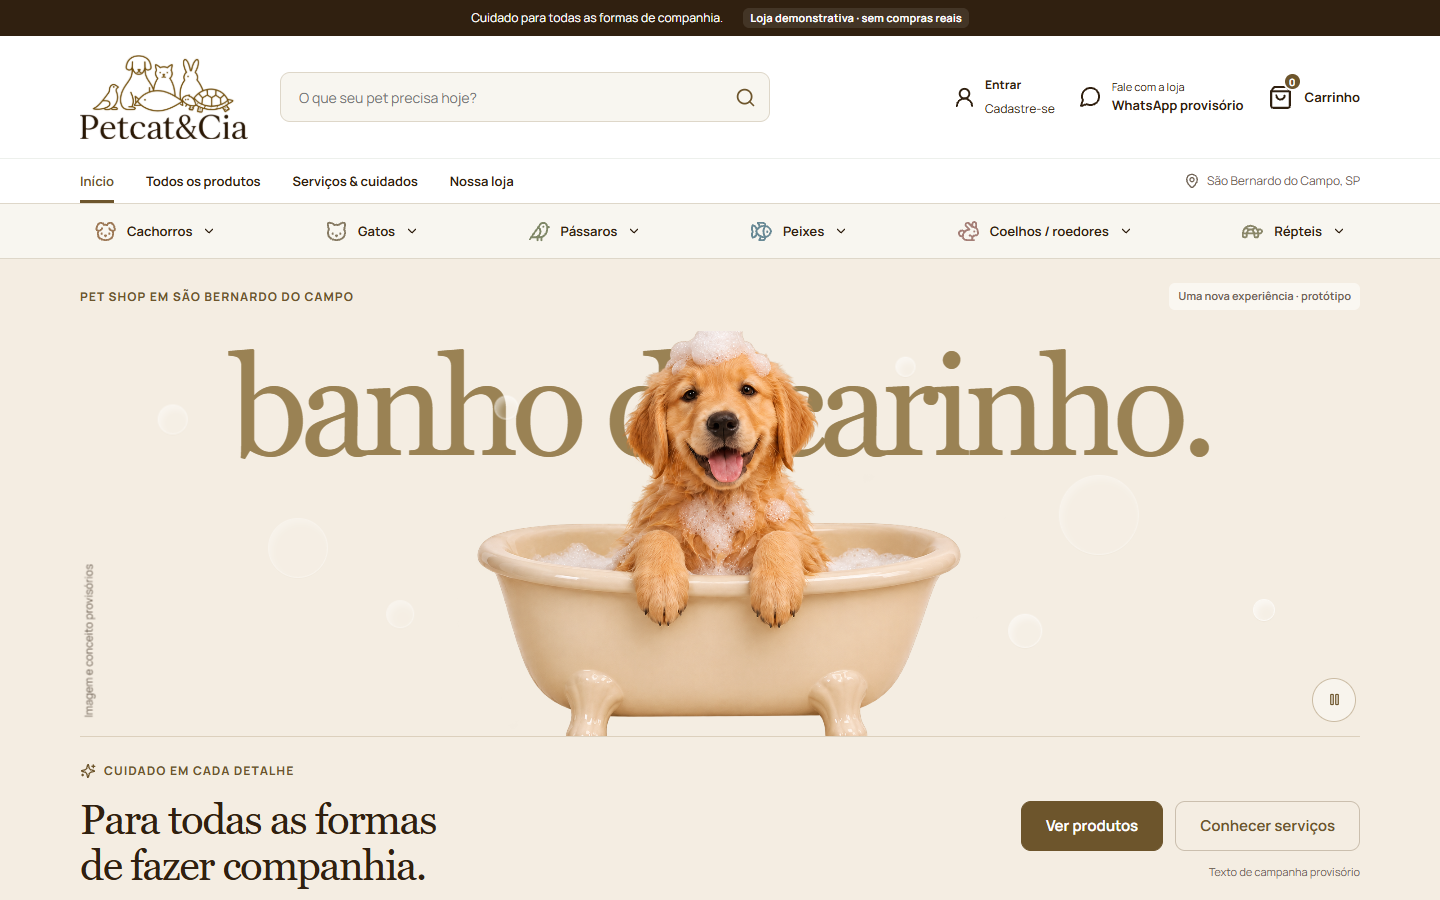 Cuidado para todas as formas de companhia.
Loja demonstrativa · sem compras reais
Petcat&Cia
O que seu pet precisa hoje?
Entrar
Cadastre-se
Fale com a loja
WhatsApp provisório
0
Carrinho
Início
Todos os produtos
Serviços & cuidados
Nossa loja
São Bernardo do Campo, SP
Cachorros
Gatos
Pássaros
Peixes
Coelhos / roedores
Répteis
PET SHOP EM SÃO BERNARDO DO CAMPO
Uma nova experiência · protótipo
banho d carinho.
Imagem e conceito provisórios
CUIDADO EM CADA DETALHE
Para todas as formas
de fazer companhia.
Ver produtos
Conhecer serviços
Texto de campanha provisório